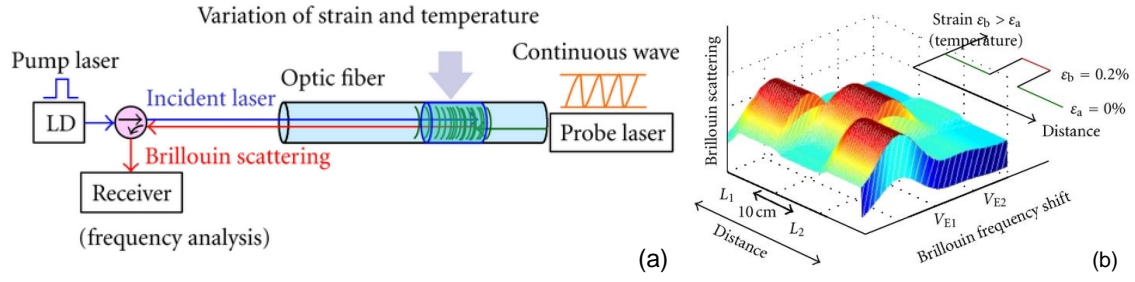 Variation of strain and temperature
Pump laser
LD
Incident laser
Optic fiber
Continuous wave
Probe laser
Brillouin scattering
Receiver
(frequency analysis)
(a)
Brillouin scattering
Strain εb > εa
(temperature)
εb = 0.2%
εa = 0%
Distance
L1
10 cm
L2
Distance
VE1
VE2
Brillouin frequency shift
(b)